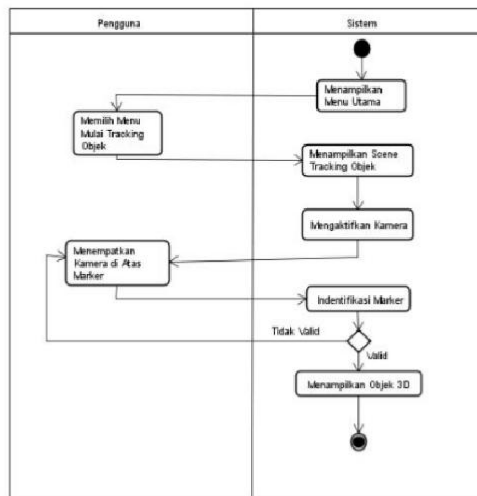 Pengguna
Sistem
Menampilkan
Menu Utama
Memilih Menu
Mulai Tracking
Objek
Menampilkan Scene
Tracking Objek
Mengaktifkan Kamera
Menempatkan
Kamera di Atas
Marker
Indentifikasi Marker
Tidak Valid
Valid
Menampilkan Objek 3D